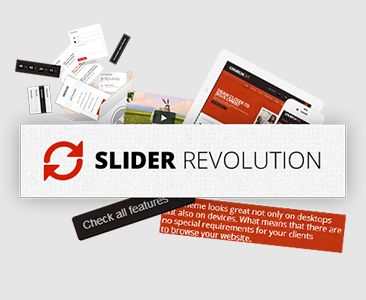 CHURCH
SLIDER REVOLUTION
Check all features
heme looks great not only on desktops
but also on devices. What means that there are
no special requirements for your clients
to browse your website.